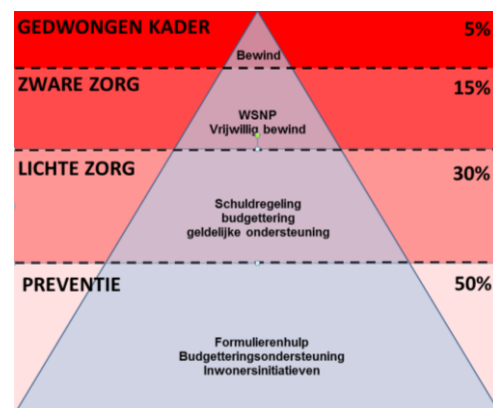 GEDWONGEN KADER
5%
Bewind
ZWARE ZORG
15%
WSNP
Vrijwillig bewind
LICHTE ZORG
30%
Schuldregeling
budgettering
geldelijke ondersteuning
PREVENTIE
50%
Formulierenhulp
Budgetteringsondersteuning
Inwonersinitiatieven